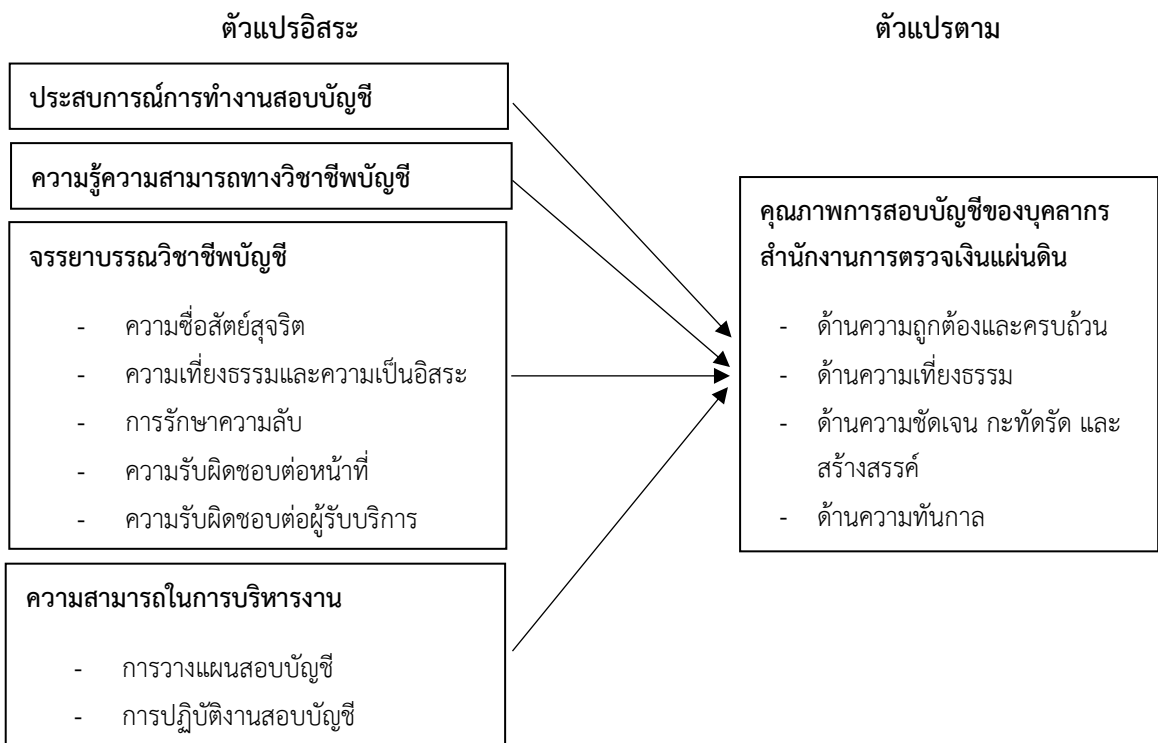 ตัวแปรอิสระ
ตัวแปรตาม
ประสบการณ์การทำงานสอบบัญชี
ความรู้ความสามารถทางวิชาชีพบัญชี
จรรยาบรรณวิชาชีพบัญชี
- ความซื่อสัตย์สุจริต
- ความเที่ยงธรรมและความเป็นอิสระ
- การรักษาความลับ
- ความรับผิดชอบต่อหน้าที่
- ความรับผิดชอบต่อผู้รับบริการ
ความสามารถในการบริหารงาน
- การวางแผนสอบบัญชี
- การปฏิบัติงานสอบบัญชี
คุณภาพการสอบบัญชีของบุคลากร
สำนักงานการตรวจเงินแผ่นดิน
- ด้านความถูกต้องและครบถ้วน
- ด้านความเที่ยงธรรม
- ด้านความชัดเจน กะทัดรัด และ
สร้างสรรค์
- ด้านความทันกาล